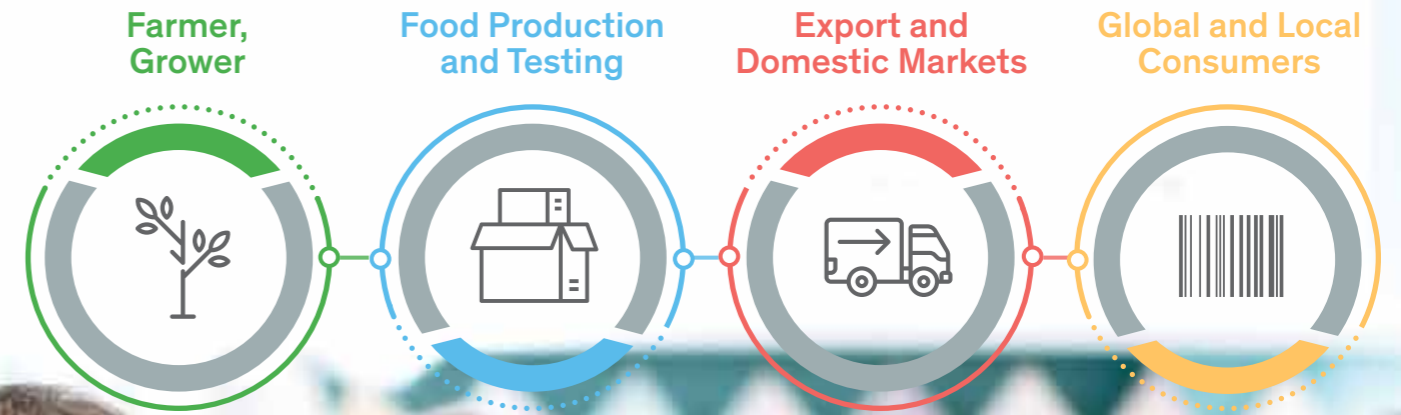 Farmer,
Grower
Food Production
and Testing
Export and
Domestic Markets
Global and Local
Consumers